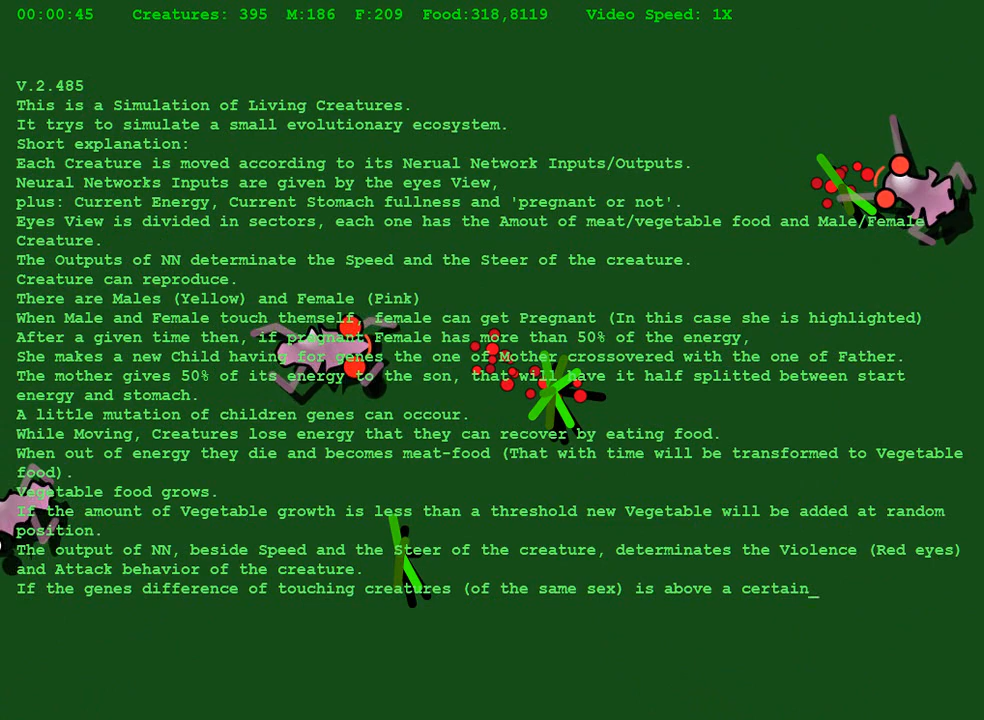 00:00:45 Creatures: 395 M:186 F:209 Food:318,8119 Video Speed: 1X
V.2.485
This is a Simulation of Living Creatures.
It trys to simulate a small evolutionary ecosystem.
Short explanation:
Each Creature is moved according to its Nerual Network Inputs/Outputs.
Neural Networks Inputs are given by the eyes View,
plus: Current Energy, Current Stomach fullness and 'pregnant or not'.
Eyes View is divided in sectors, each one has the Amout of meat/vegetable food and Male/Female
Creature.
The Outputs of NN determinate the Speed and the Steer of the creature.
Creature can reproduce.
There are Males (Yellow) and Female (Pink)
When Male and Female touch themself, female can get Pregnant (In this case she is highlighted)
After a given time then, if pregnant Female has more than 50% of the energy,
She makes a new Child having for genes the one of Mother crossovered with the one of Father.
The mother gives 50% of its energy to the son, that will have it half splitted between start
energy and stomach.
A little mutation of children genes can occour.
While Moving, Creatures lose energy that they can recover by eating food.
When out of energy they die and becomes meat-food (That with time will be transformed to Vegetable
food).
Vegetable food grows.
If the amount of Vegetable growth is less than a threshold new Vegetable will be added at random
position.
The output of NN, beside Speed and the Steer of the creature, determinates the Violence (Red eyes)
and Attack behavior of the creature.
If the genes difference of touching creatures (of the same sex) is above a certain_